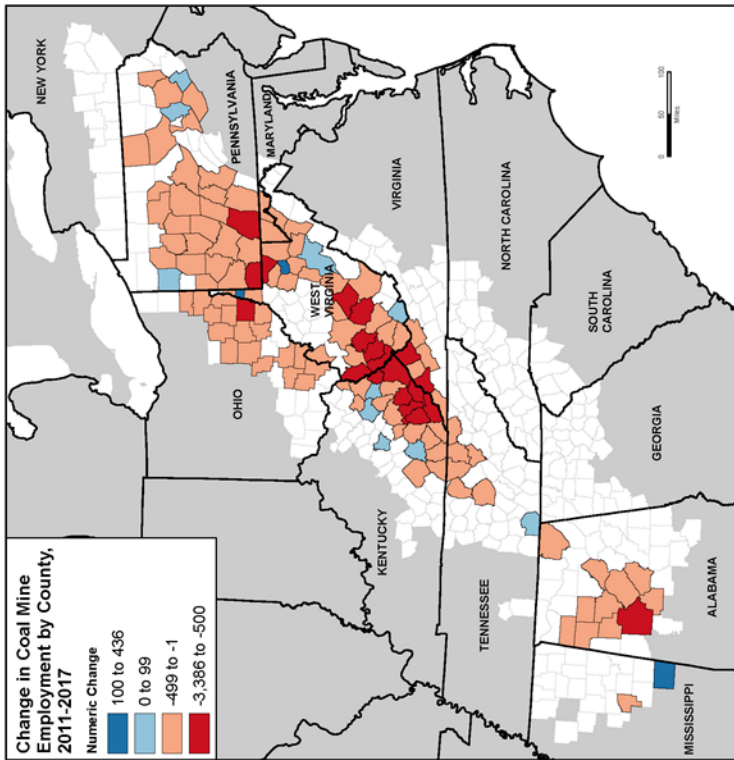 Change in Coal Mine
Employment by County,
2011-2017
Numeric Change
100 to 436
0 to 99
-499 to -1
-3,386 to -500
NEW YORK
PENNSYLVANIA
MARYLAND
OHIO
WEST
VIRGINIA
VIRGINIA
KENTUCKY
NORTH CAROLINA
TENNESSEE
SOUTH
CAROLINA
GEORGIA
ALABAMA
MISSISSIPPI
0 50 100
Miles